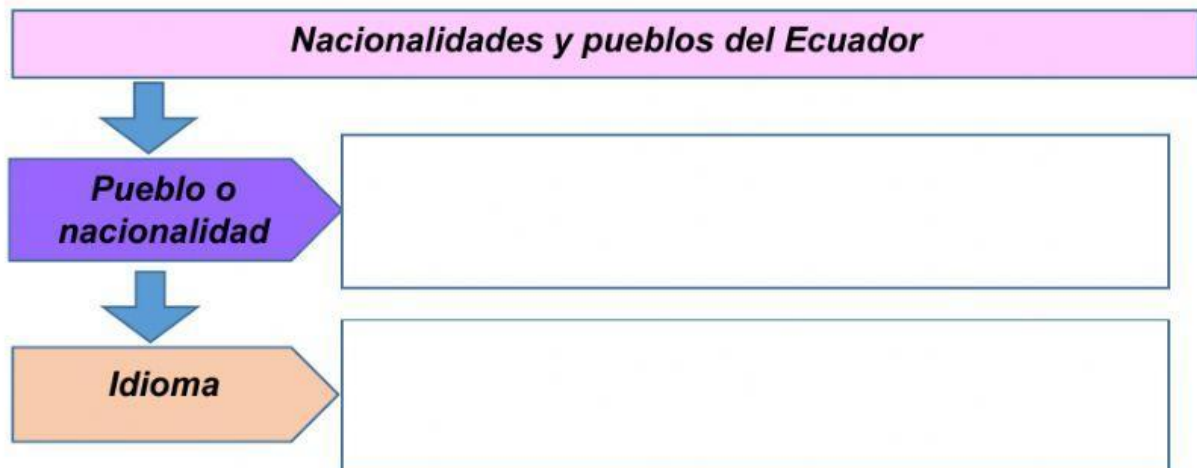 Nacionalidades y pueblos del Ecuador
Pueblo o
nacionalidad
Idioma